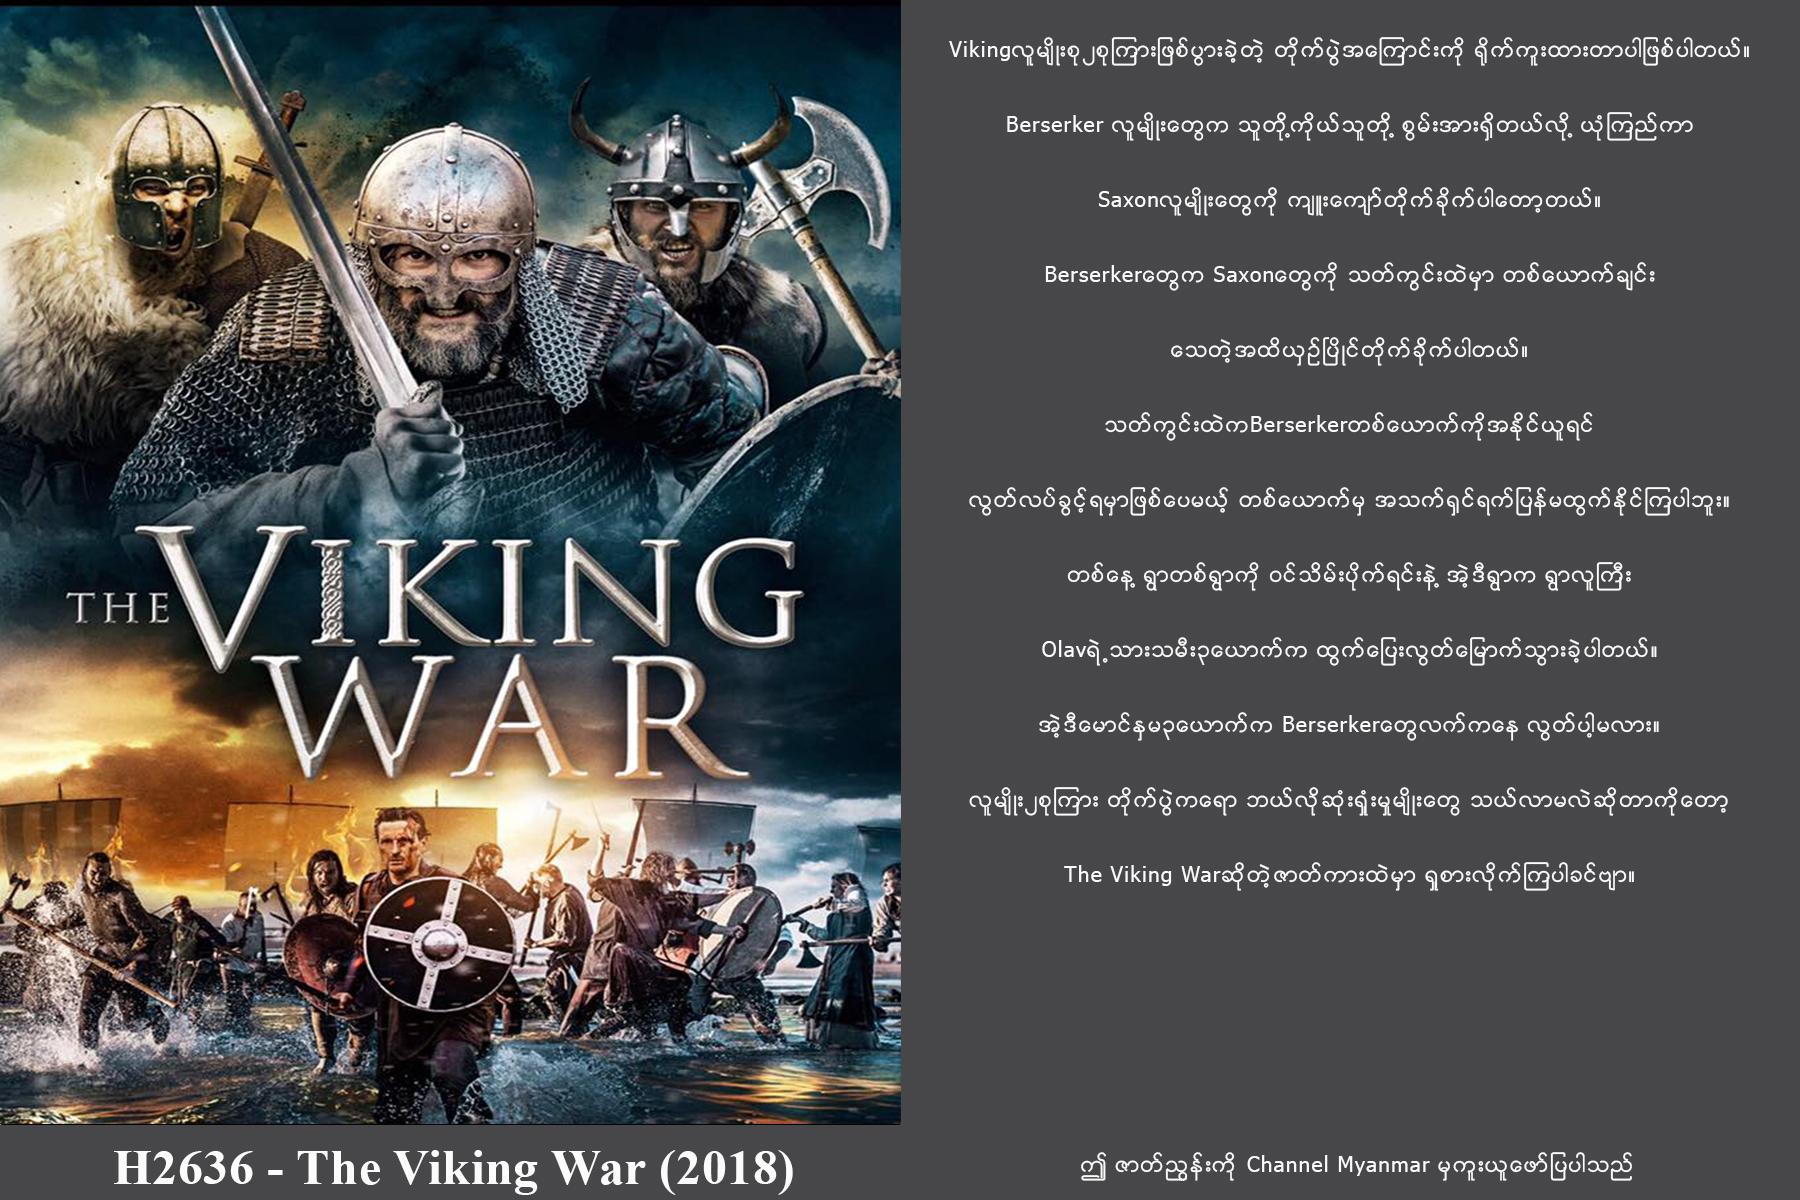 THE VIKING
WAR
H2636 - The Viking War (2018)
Vikingလူမျိုးစု၂စုကြားဖြစ်ပွားခဲ့တဲ့ တိုက်ပွဲအကြောင်းကို ရိုက်ကူးထားတာပါဖြစ်ပါတယ်။
Berserker လူမျိုးတွေက သူတို့ကိုယ်သူတို့ စွမ်းအားရှိတယ်လို့ ယုံကြည်ကာ
Saxonလူမျိုးတွေကို ကျူးကျော်တိုက်ခိုက်ပါတော့တယ်။
Berserkerတွေက Saxonတွေကို သတ်ကွင်းထဲမှာ တစ်ယောက်ချင်း
သေတဲ့အထိယှဉ်ပြိုင်တိုက်ခိုက်ပါတယ်။
သတ်ကွင်းထဲကBerserkerတစ်ယောက်ကိုအနိုင်ယူရင်
လွတ်လပ်ခွင့်ရမှာဖြစ်ပေမယ့် တစ်ယောက်မှ အသက်ရှင်ရက်ပြန်မထွက်နိုင်ကြပါဘူး။
တစ်နေ့ ရွာတစ်ရွာကို ဝင်သိမ်းပိုက်ရင်းနဲ့ အဲ့ဒီရွာက ရွာလူကြီး
Olavရဲ့သားသမီး၃ယောက်က ထွက်ပြေးလွတ်မြောက်သွားခဲ့ပါတယ်။
အဲ့ဒီမောင်နှမ၃ယောက်က Berserkerတွေလက်ကနေ လွတ်ပါ့မလား။
လူမျိုး၂စုကြား တိုက်ပွဲကရော ဘယ်လိုဆုံးရှုံးမှုမျိုးတွေ သယ်လာမလဲဆိုတာကိုတော့
The Viking Warဆိုတဲ့ဇာတ်ကားထဲမှာ ရှုစားလိုက်ကြပါခင်ဗျာ။
ဤ ဇာတ်ညွှန်းကို Channel Myanmar မှကူးယူဖော်ပြပါသည်